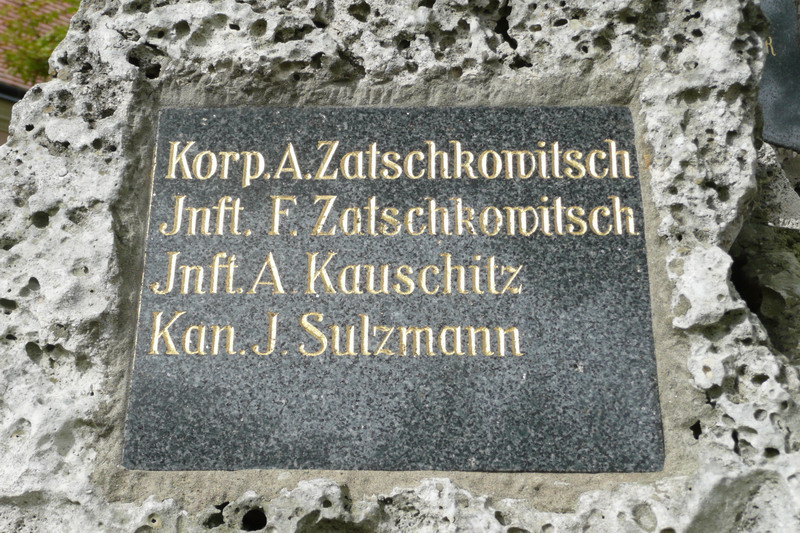 Korp. A. Zatschkowitsch
Jnft. F. Zatschkowitsch
Jnft. A. Kauschitz
Kan. J. Sulzmann